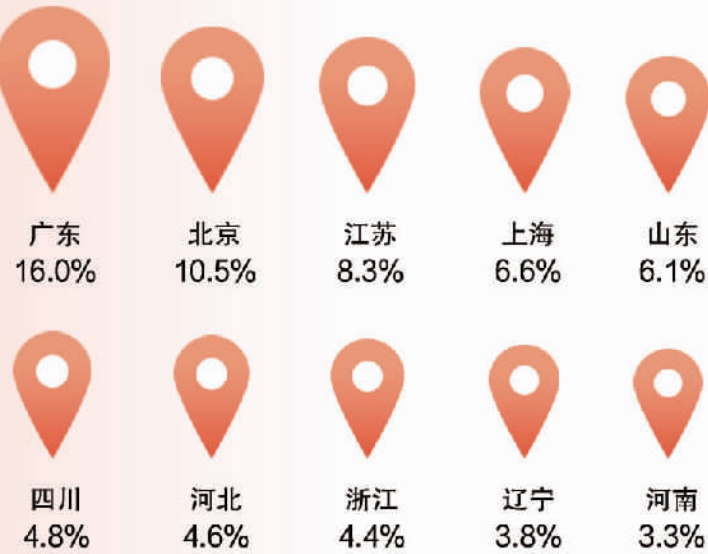 广东 北京 江苏 上海 山东
16.0% 10.5% 8.3% 6.6% 6.1%
四川 河北 浙江 辽宁 河南
4.8% 4.6% 4.4% 3.8% 3.3%